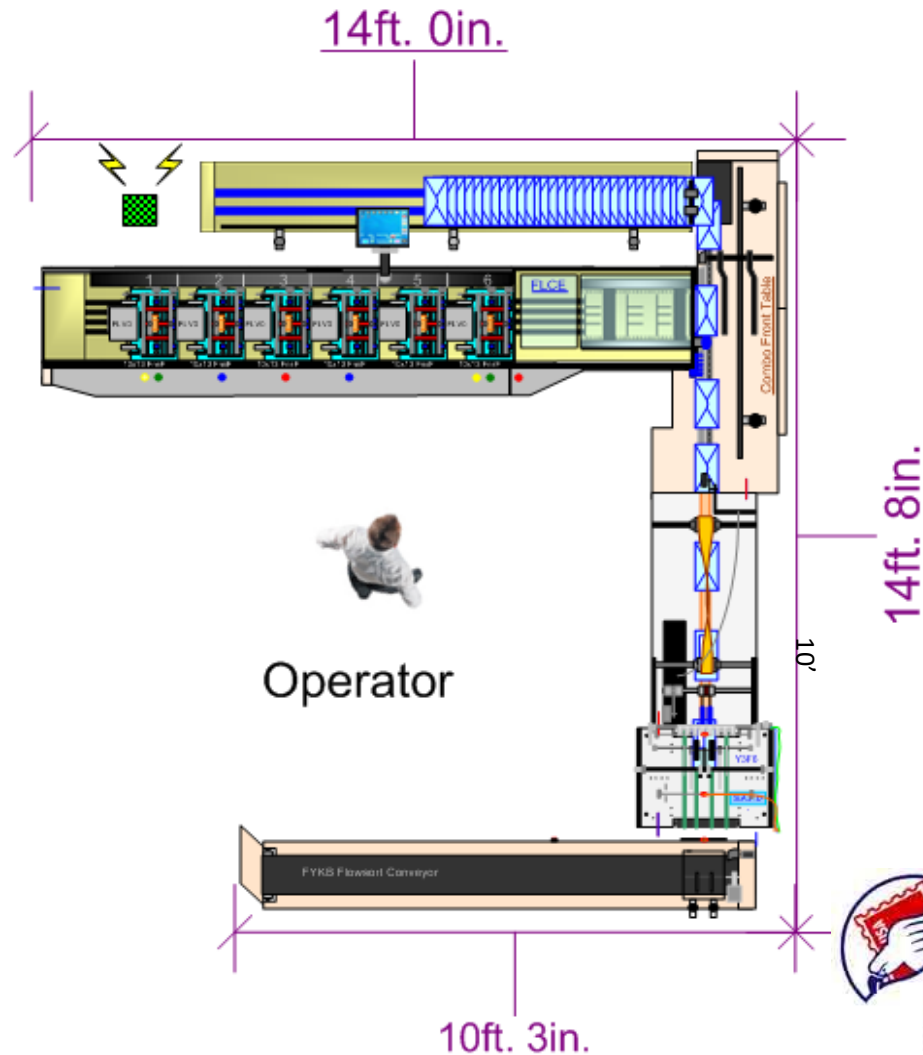 14ft. 0in.
1 2 3 4 5 6
FLCE
Combo Front Table
14ft. 8in.
10'
Operator
FYKS Flowsort Conveyor
10ft. 3in.